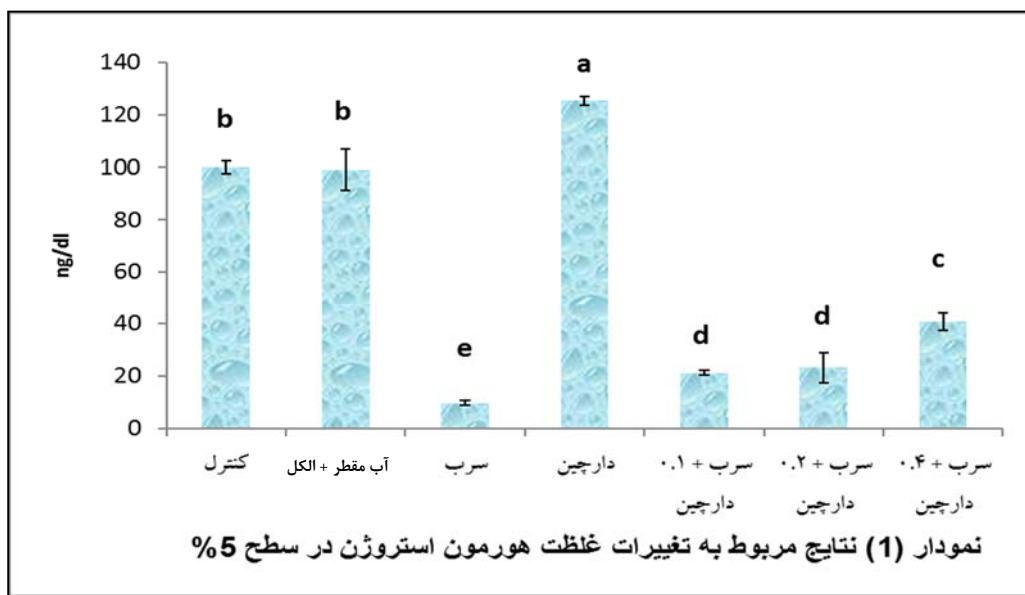 140
120
100
80
60
40
20
0
ng/dl
b
b
e
a
d
d
c
کنترل
آب مقطر + الکل
سرب
دارچین
سرب + ۰.۱
دارچین
سرب + ۰.۲
دارچین
سرب + ۰.۴
دارچین
نمودار (1) نتایج مربوط به تغییرات غلظت هورمون استروژن در سطح 5%